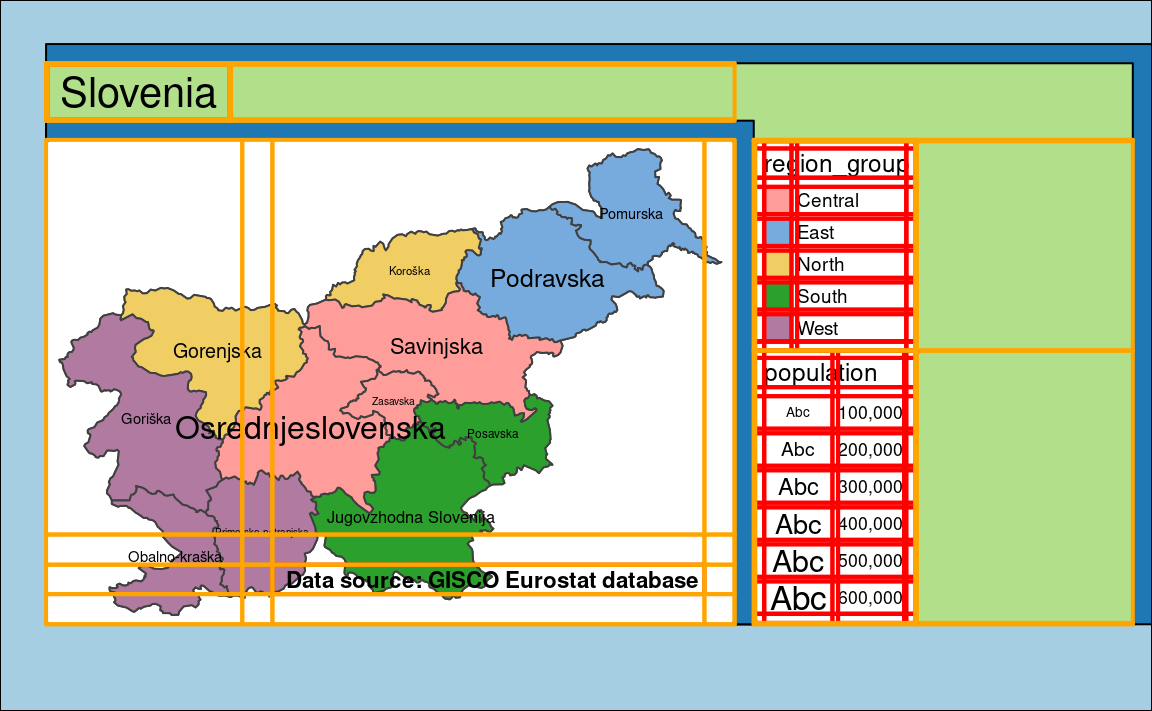 Slovenia
region_group
Central
East
North
South
West
Pomurska
Koroška
Podravska
Gorenjska
Savinjska
Zasavska
Goriška
Osrednjeslovenska
Posavska
Jugovzhodna Slovenija
Primorsko-notranjska
Obalno-kraška
Data source: GISCO Eurostat database
population
Abc 100,000
Abc 200,000
Abc 300,000
Abc 400,000
Abc 500,000
Abc 600,000